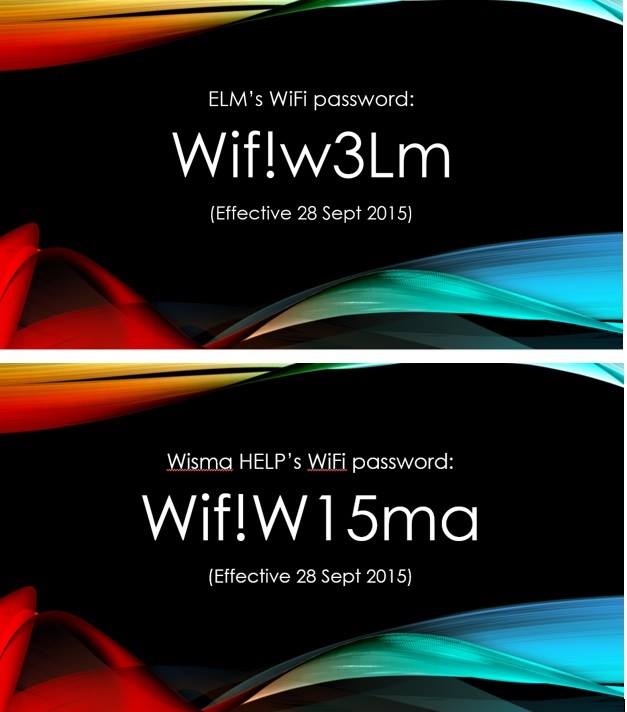 ELM’s WiFi password:
Wif!w3Lm
(Effective 28 Sept 2015)
Wisma HELP’s WiFi password:
Wif!W15ma
(Effective 28 Sept 2015)